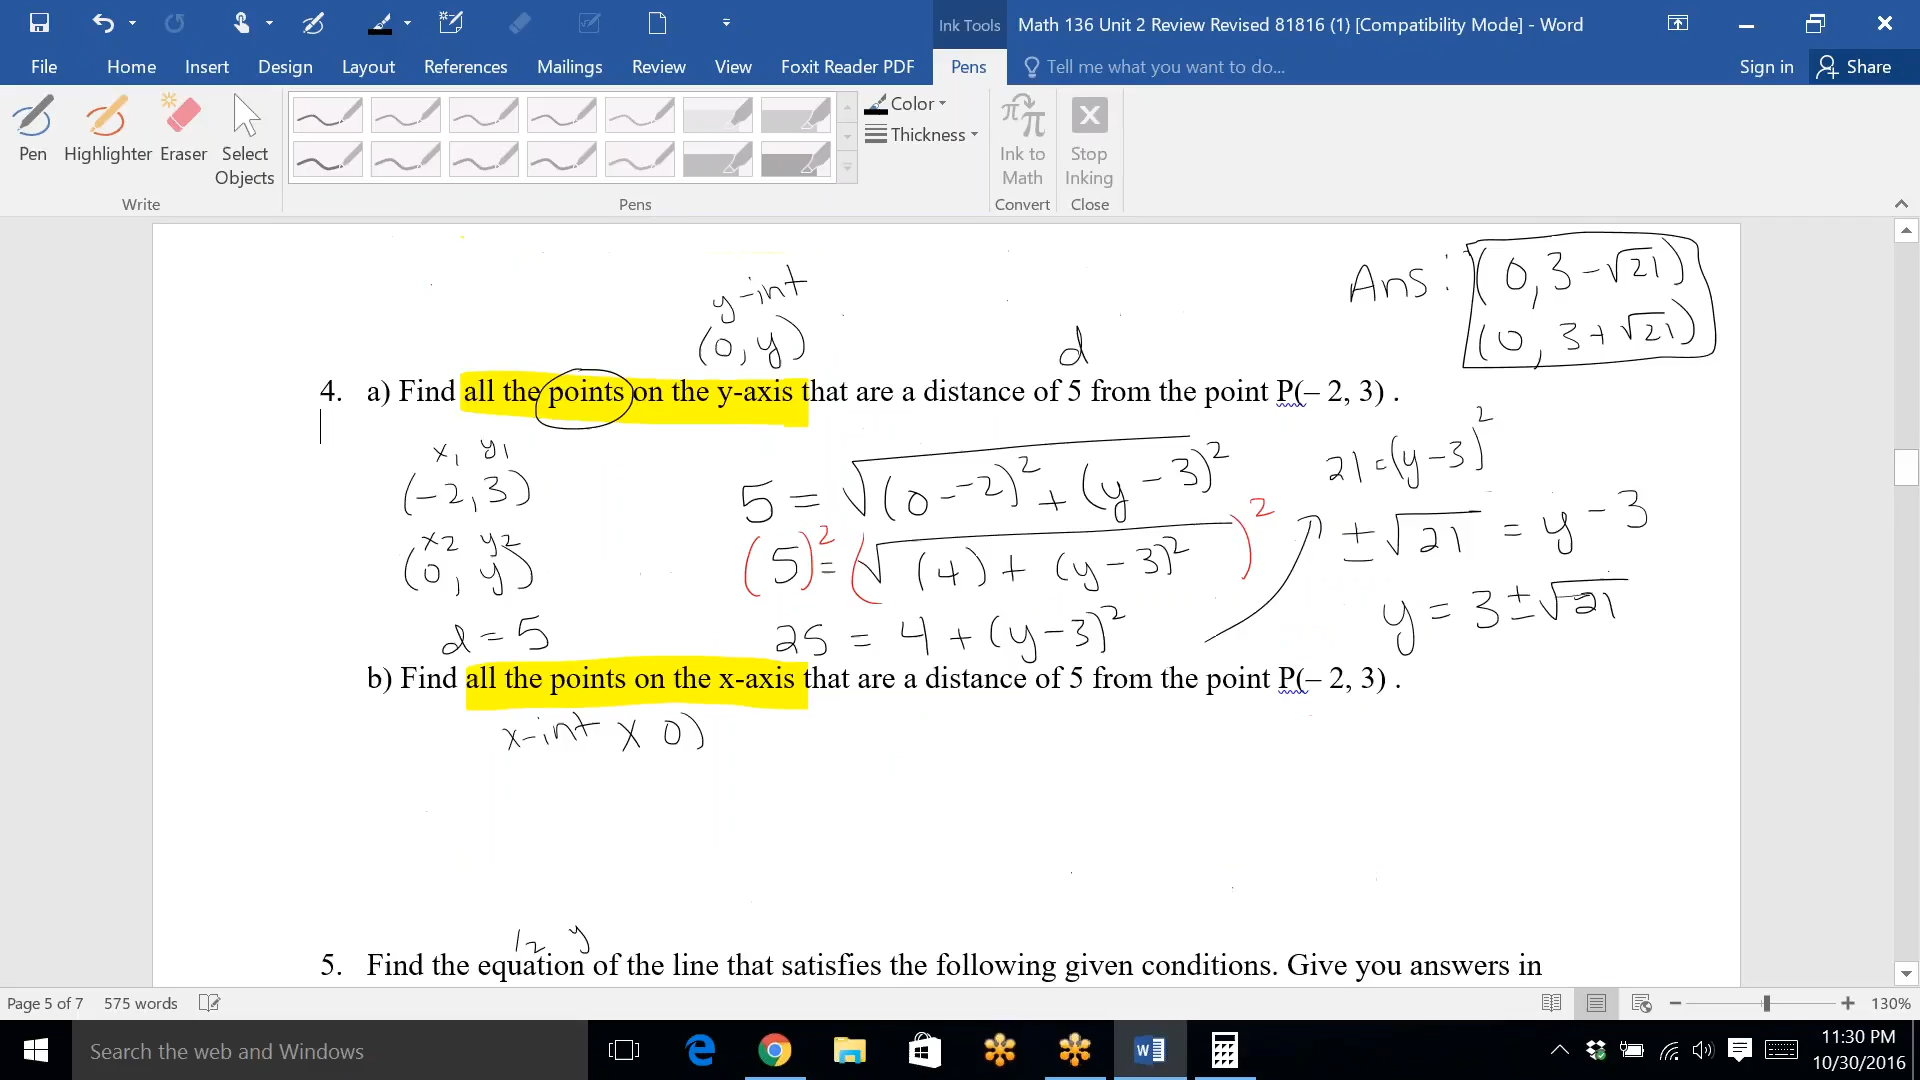 Ink Tools
Math 136 Unit 2 Review Revised 81816 (1) [Compatibility Mode] - Word
File Home Insert Design Layout References Mailings Review View Foxit Reader PDF Pens Tell me what you want to do... Sign in Share
Pen Highlighter Eraser Select Objects
Color
Thickness
Ink to Math
Stop Inking
Write Pens Convert Close
y-int
(0, y)
d
Ans: (0, 3-√21)
(0, 3+√21)
4. a) Find all the points on the y-axis that are a distance of 5 from the point P(– 2, 3) .
x₁ y₁
(-2, 3)
x₂ y₂
(0, y)
d = 5
5 = √(0--2)² + (y-3)²
(5)² = (√(4) + (y-3)²)²
25 = 4 + (y-3)²
21=(y-3)²
±√21 = y-3
y = 3±√21
b) Find all the points on the x-axis that are a distance of 5 from the point P(– 2, 3) .
x-int x 0)
y
5. Find the equation of the line that satisfies the following given conditions. Give you answers in
Page 5 of 7 575 words 130%
Search the web and Windows
11:30 PM
10/30/2016